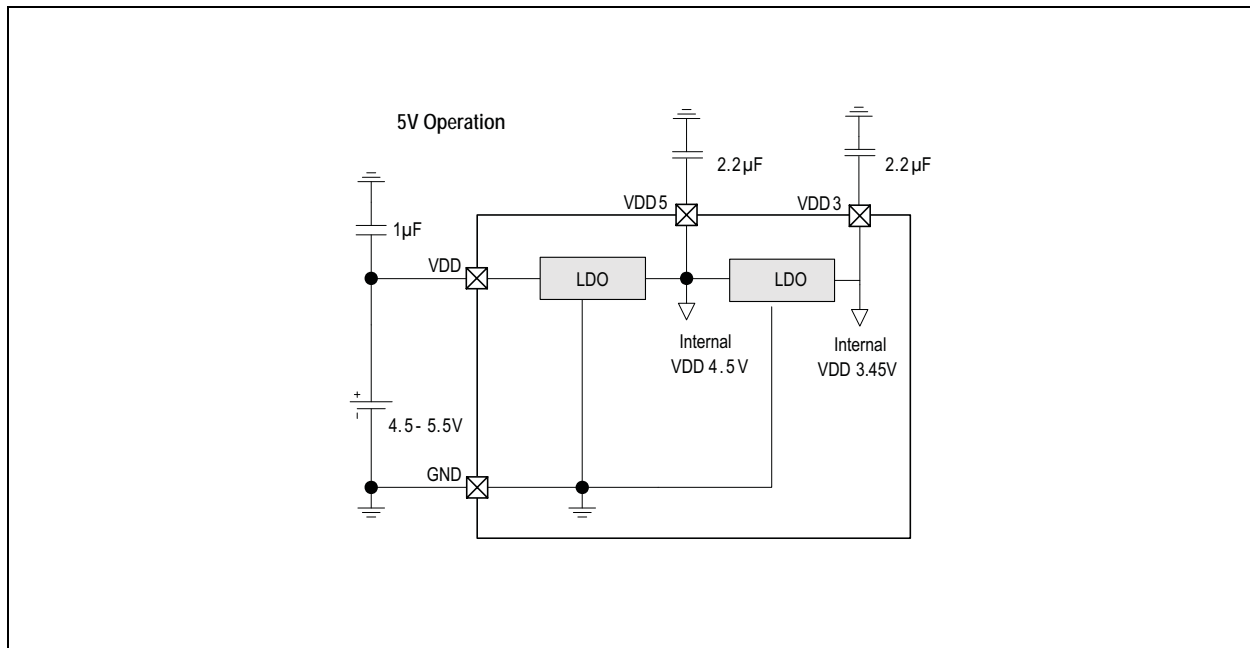 5V Operation
2.2µF
2.2µF
VDD5
VDD3
1µF
VDD
LDO
LDO
Internal
VDD 4.5V
Internal
VDD 3.45V
+
-
4.5- 5.5V
GND